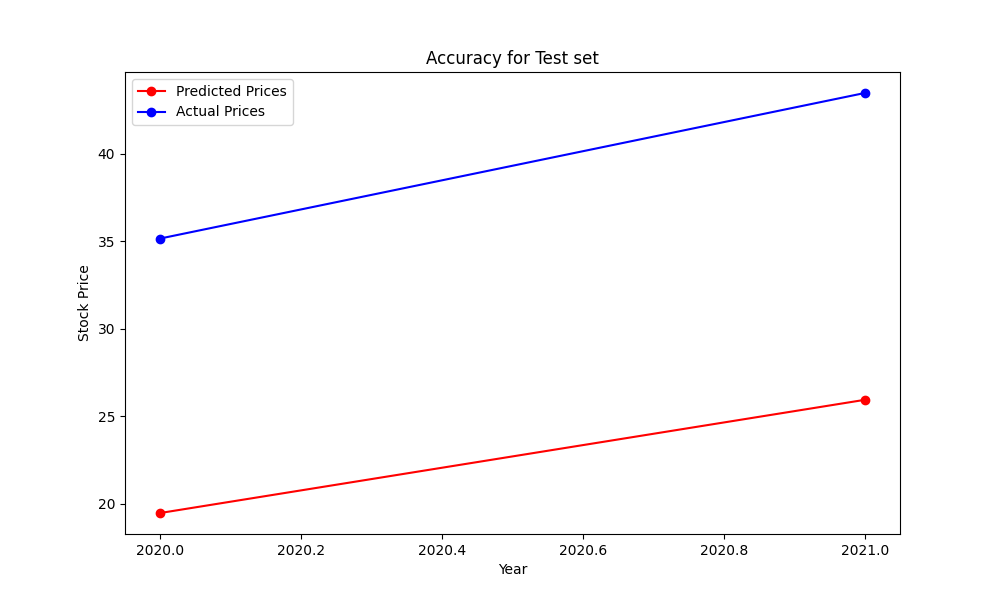 Accuracy for Test set
Predicted Prices
Actual Prices
Stock Price
40
35
30
25
20
2020.0 2020.2 2020.4 2020.6 2020.8 2021.0
Year